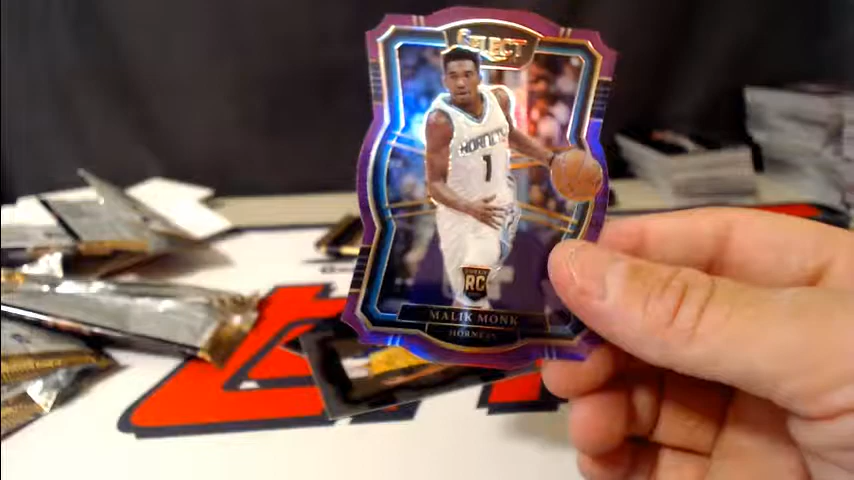 SELECT
HORNETS
1
RC
MALIK MONK
HORNETS